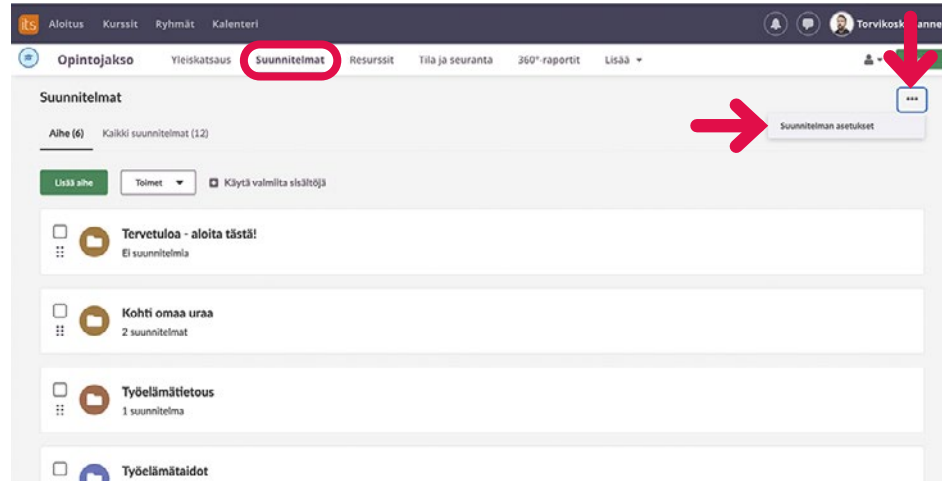 its Aloitus Kurssit Ryhmät Kalenteri
Opintojakso Yleiskatsaus Suunnitelmat Resurssit Tila ja seuranta 360°-raportit Lisää
Suunnitelmat
Suunnitelman asetukset
Aihe (6) Kaikki suunnitelmat (12)
Lisää aihe Toimet Käytä valmiita sisältöjä
Tervetuloa - aloita tästä!
Ei suunnitelmia
Kohti omaa uraa
2 suunnitelmat
Työelämätietous
1 suunnitelma
Työelämätaidot